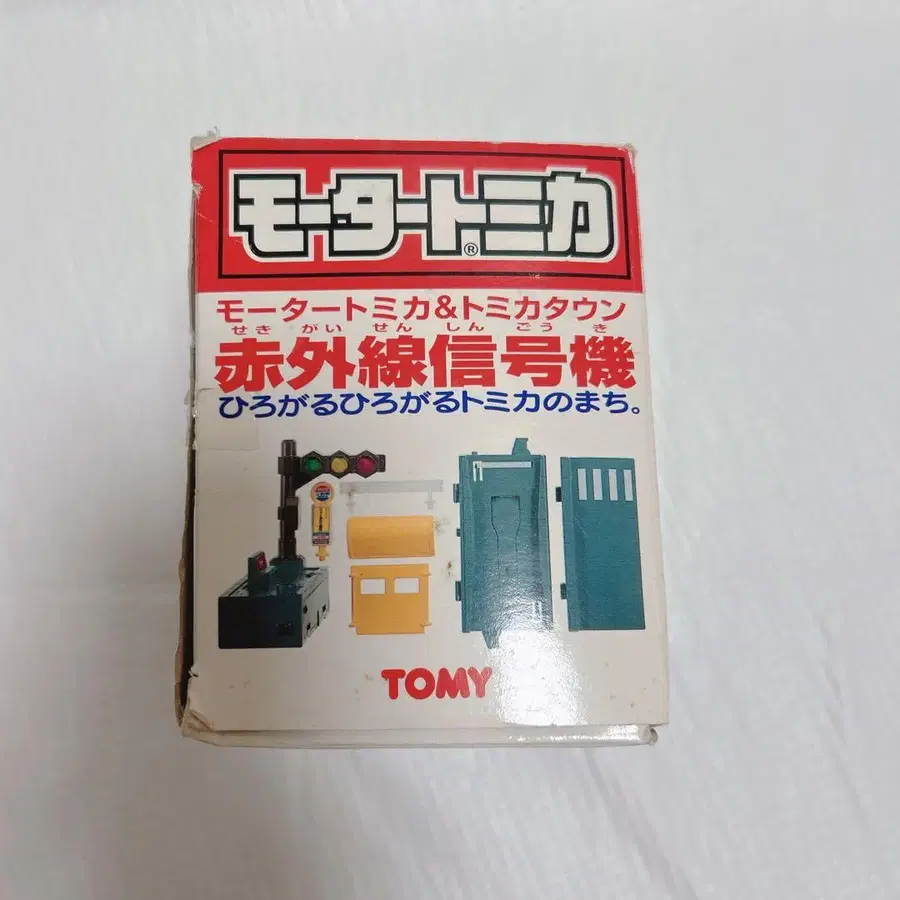 モータートミカ®
モータートミカ&トミカタウン
せきがいせんしんごうき
赤外線信号機
ひろがるひろがるトミカのまち。
TOMY